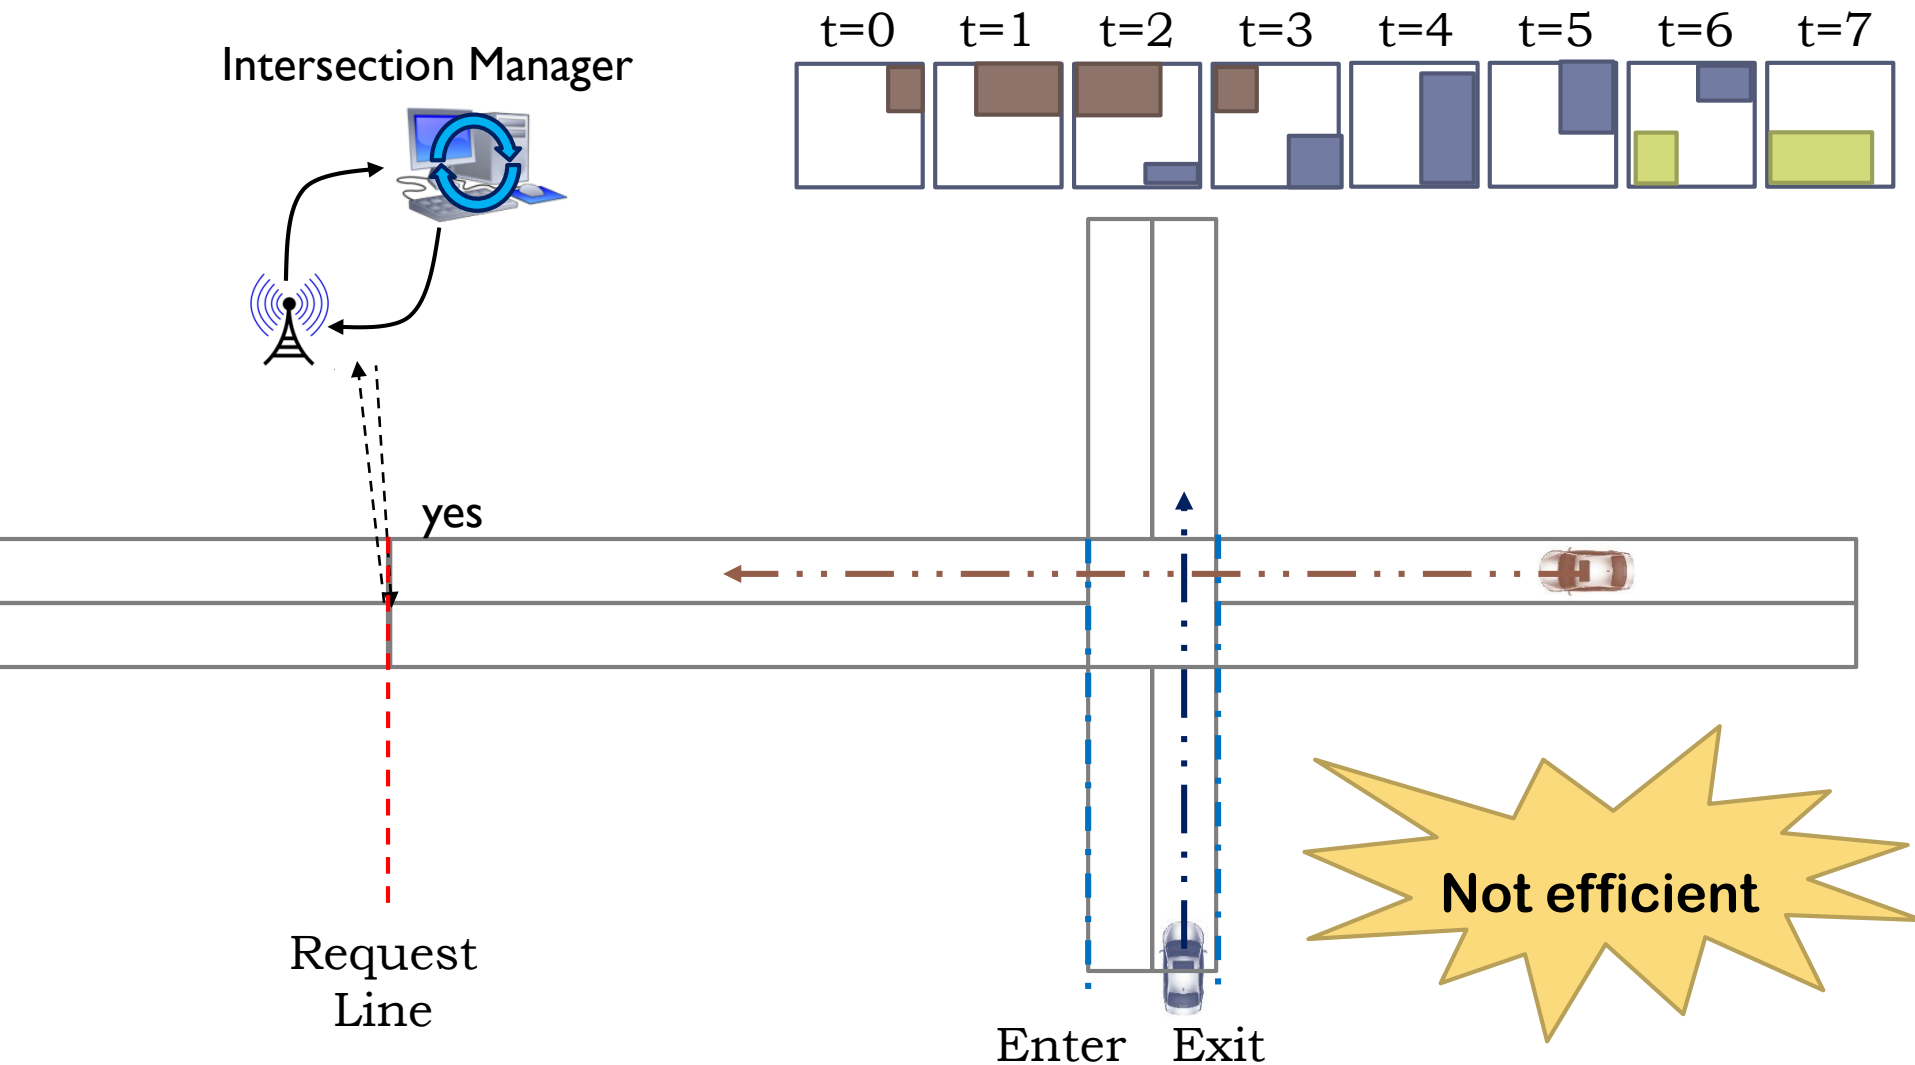 t=0 t=1 t=2 t=3 t=4 t=5 t=6 t=7
Intersection Manager
yes
Not efficient
Request
Line
Enter Exit